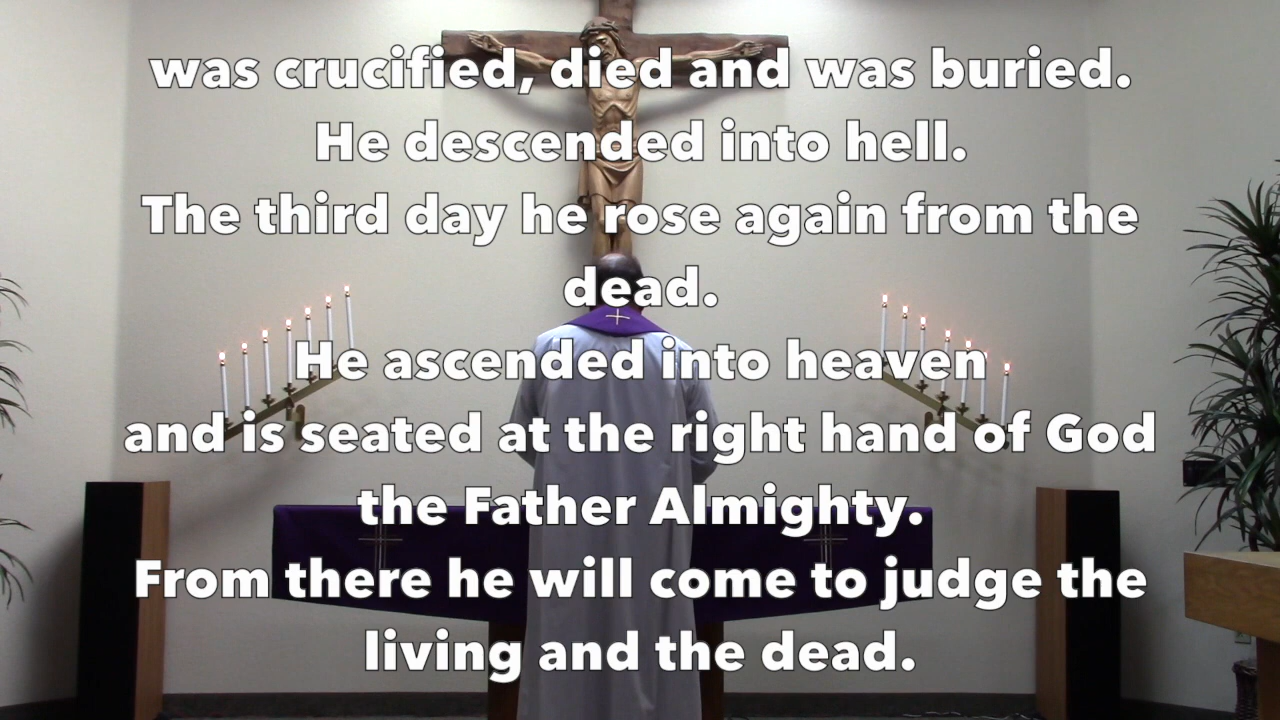 was crucified, died and was buried.
He descended into hell.
The third day he rose again from the
dead.
He ascended into heaven
and is seated at the right hand of God
the Father Almighty.
From there he will come to judge the
living and the dead.